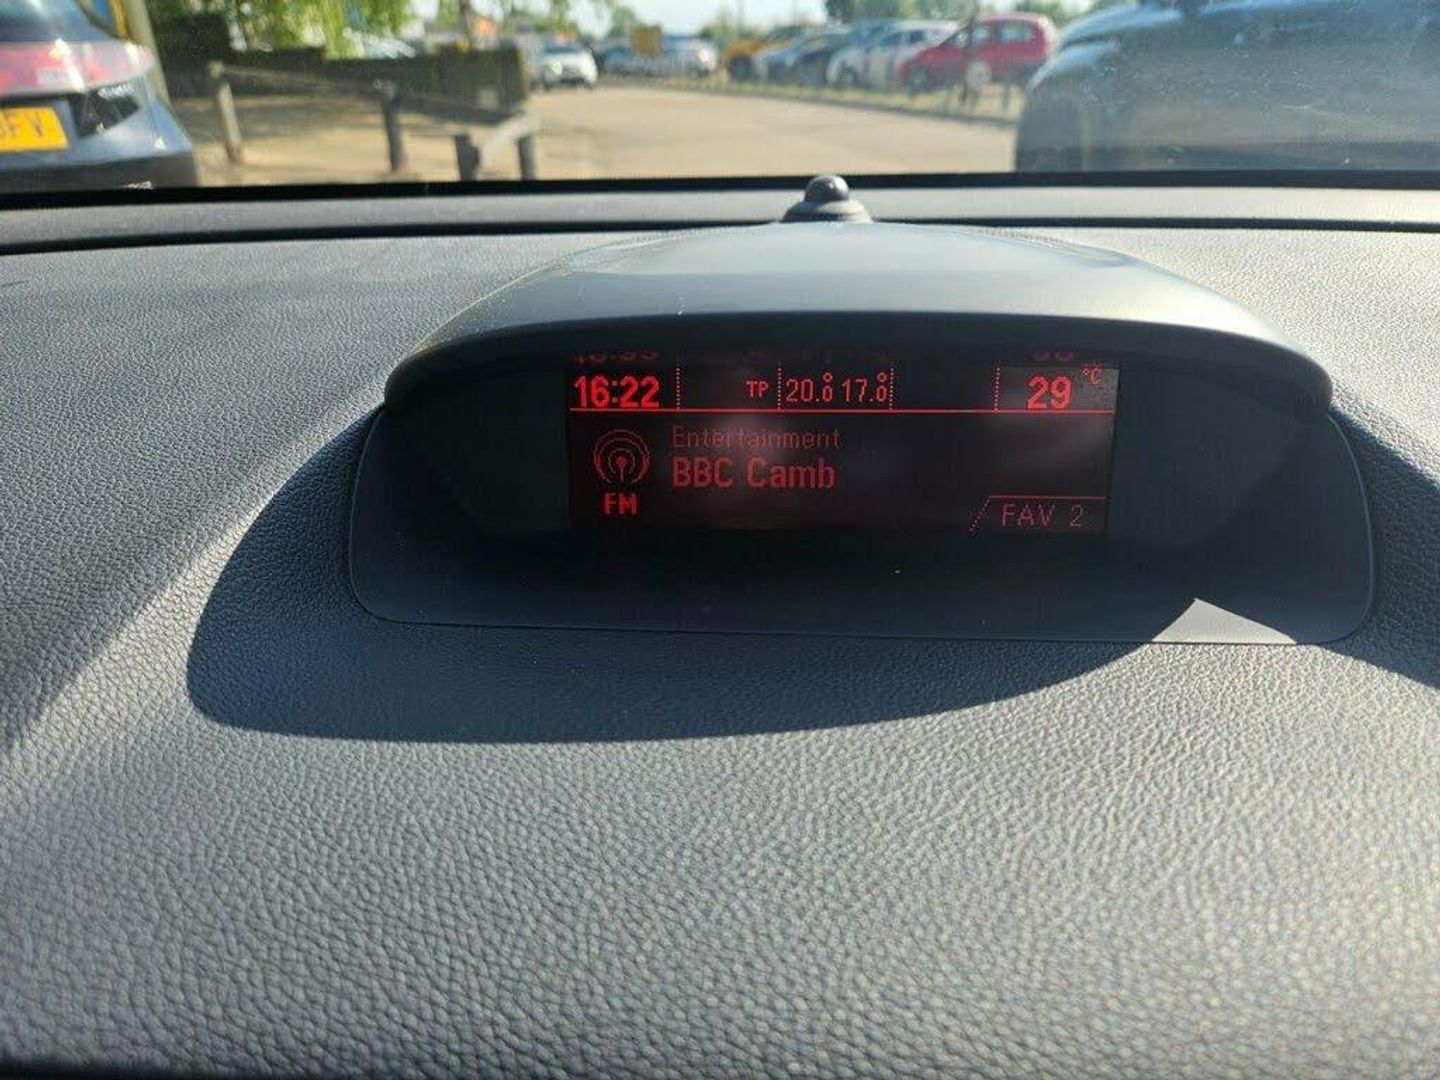 16:22 TP 20.0° 17.0° 29 °C
Entertainment
BBC Camb
FM
FAV 2